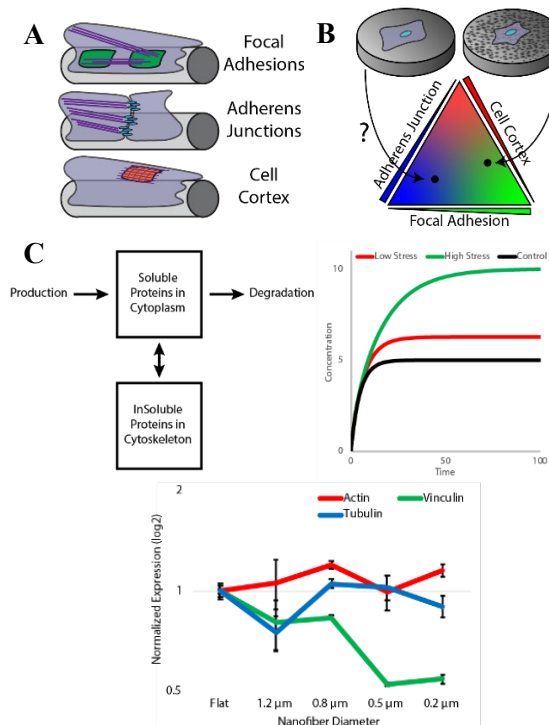 A
Focal
Adhesions
Adherens
Junctions
Cell
Cortex
B
?
Adherens Junction
Cell Cortex
Focal Adhesion
C
Production
Soluble
Proteins in
Cytoplasm
Degradation
InSoluble
Proteins in
Cytoskeleton
Low Stress High Stress Control
10
5
0
Concentration
0 50 100
Time
2
Actin Vinculin
Tubulin
1
0.5
Normalized Expression (log2)
Flat 1.2 µm 0.8 µm 0.5 µm 0.2 µm
Nanofiber Diameter